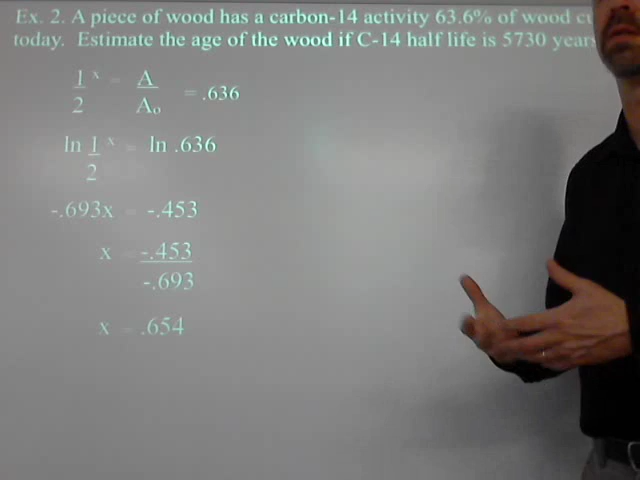 Ex. 2. A piece of wood has a carbon-14 activity 63.6% of wood
today. Estimate the age of the wood if C-14 half life is 5730
1 x = A
2 Ao = .636
ln 1 x = ln .636
2
-.693x = -.453
x = -.453
-.693
x = .654